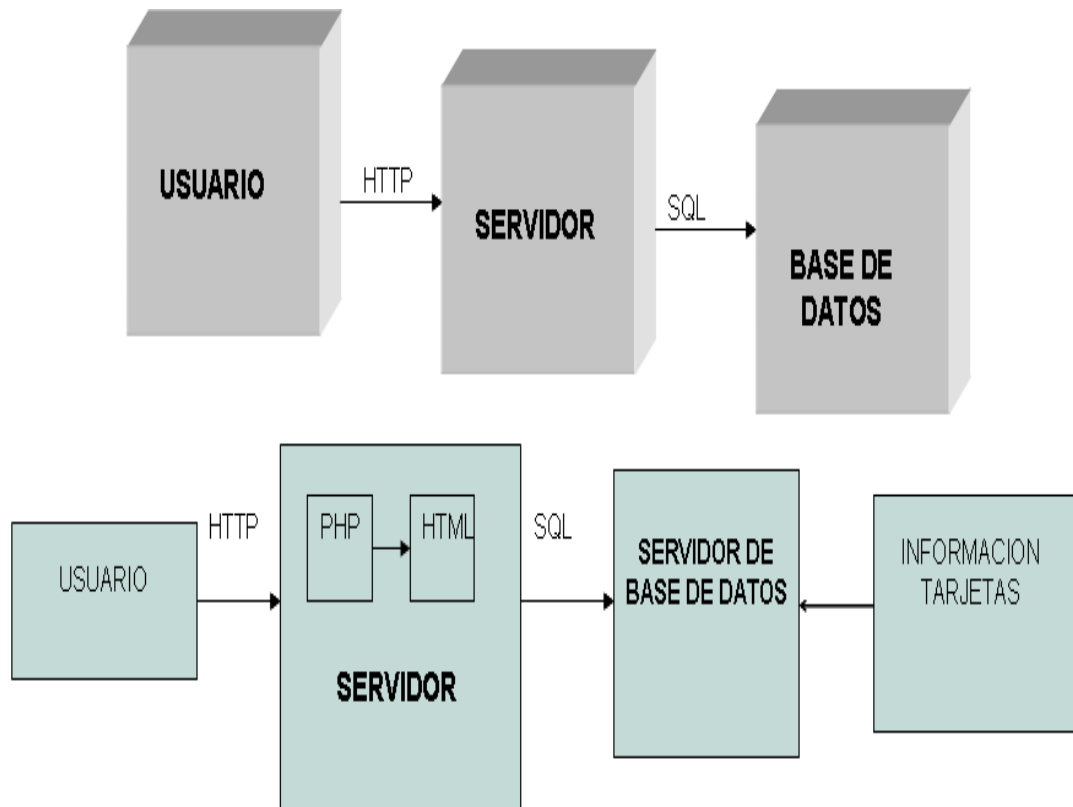 USUARIO
HTTP
SERVIDOR
SQL
BASE DE
DATOS
USUARIO
HTTP
PHP
HTML
SERVIDOR
SQL
SERVIDOR DE
BASE DE DATOS
INFORMACION
TARJETAS